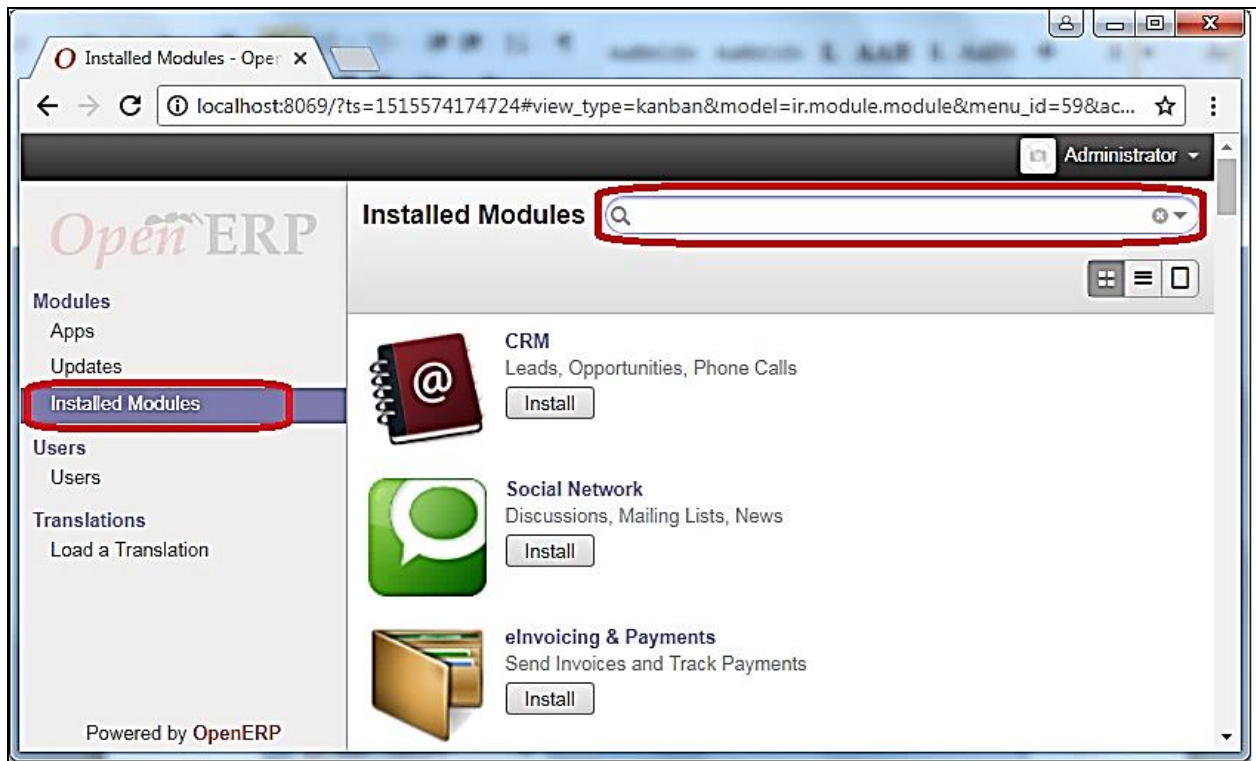 Installed Modules - Oper
localhost:8069/?ts=1515574174724#view_type=kanban&model=ir.module.module&menu_id=59&ac...
Administrator
OpenERP
Installed Modules
Modules
Apps
Updates
Installed Modules
Users
Users
Translations
Load a Translation
Powered by OpenERP
CRM
Leads, Opportunities, Phone Calls
Install
Social Network
Discussions, Mailing Lists, News
Install
eInvoicing & Payments
Send Invoices and Track Payments
Install